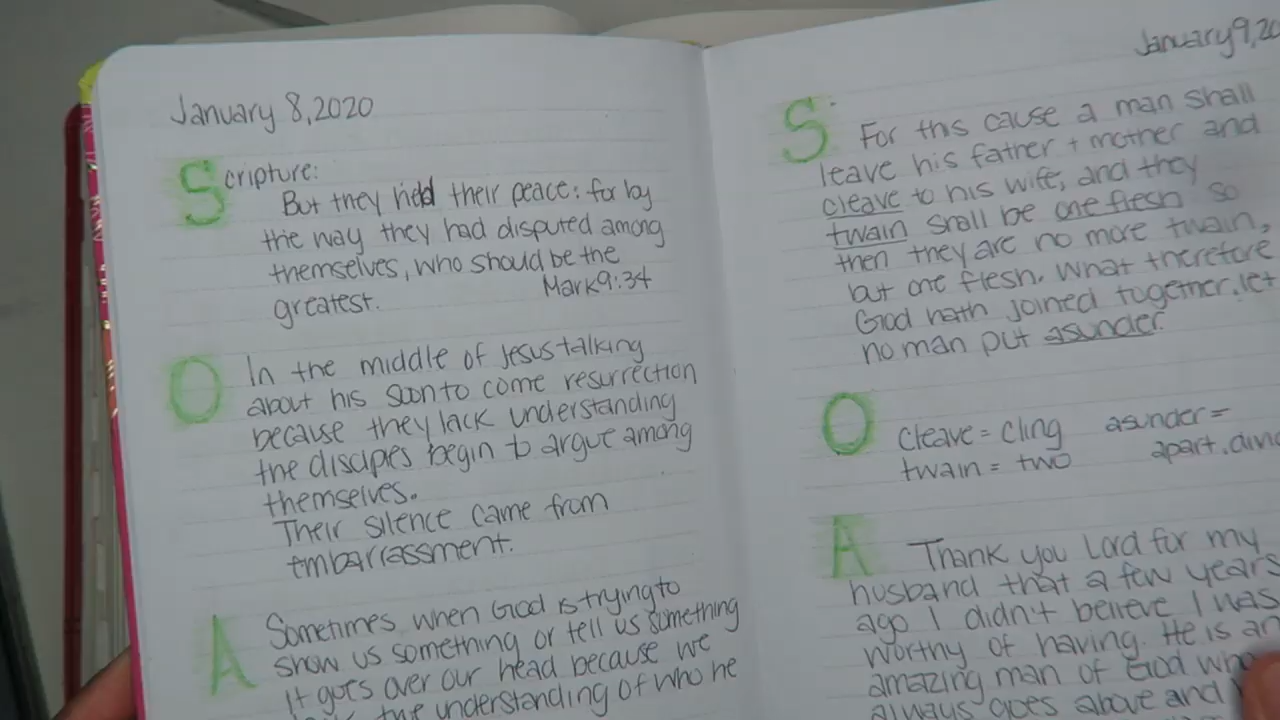 January 8, 2020
Scripture:
But they held their peace: for by
the way they had disputed among
themselves, who should be the
greatest. Mark 9:34
O In the middle of Jesus talking
about his soon to come resurrection
because they lack understanding
the disciples begin to argue among
themselves.
Their silence came from
embarrassment.
A Sometimes when God is trying to
show us something or tell us something
it goes over our head because we
the understanding of who he
January 9, 20
S: For this cause a man shall
leave his father + mother and
cleave to his wife, and they
twain shall be one flesh so
then they are no more twain,
but one flesh. What therefore
God hath joined together, let
no man put asunder.
O cleave = cling asunder =
twain = two apart. divid
A Thank you Lord for my
husband that a few years
ago I didn't believe I was
worthy of having. He is an
amazing man of God who
always goes above and